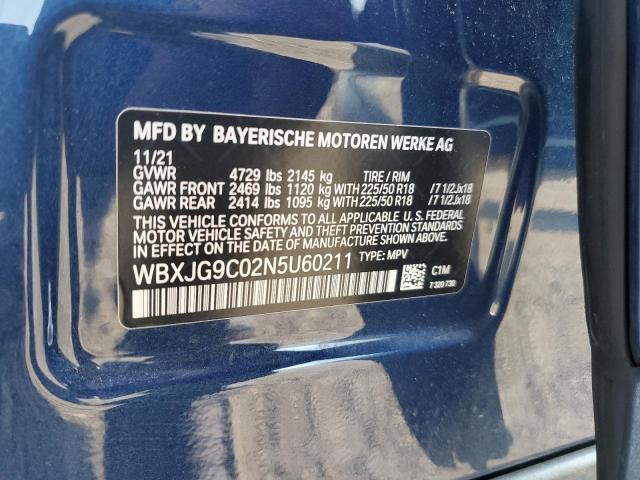 MFD BY BAYERISCHE MOTOREN WERKE AG
11/21
GVWR 4729 lbs 2145 kg TIRE / RIM
GAWR FRONT 2469 lbs 1120 kg WITH 225/50 R18 /7 1/2Jx18
GAWR REAR 2414 lbs 1095 kg WITH 225/50 R18 /7 1/2Jx18
THIS VEHICLE CONFORMS TO ALL APPLICABLE U. S. FEDERAL
MOTOR VEHICLE SAFETY AND THEFT PREVENTION STANDARDS
IN EFFECT ON THE DATE OF MANUFACTURE SHOWN ABOVE.
WBXJG9C02N5U60211 TYPE: MPV
C1M
7 320 730